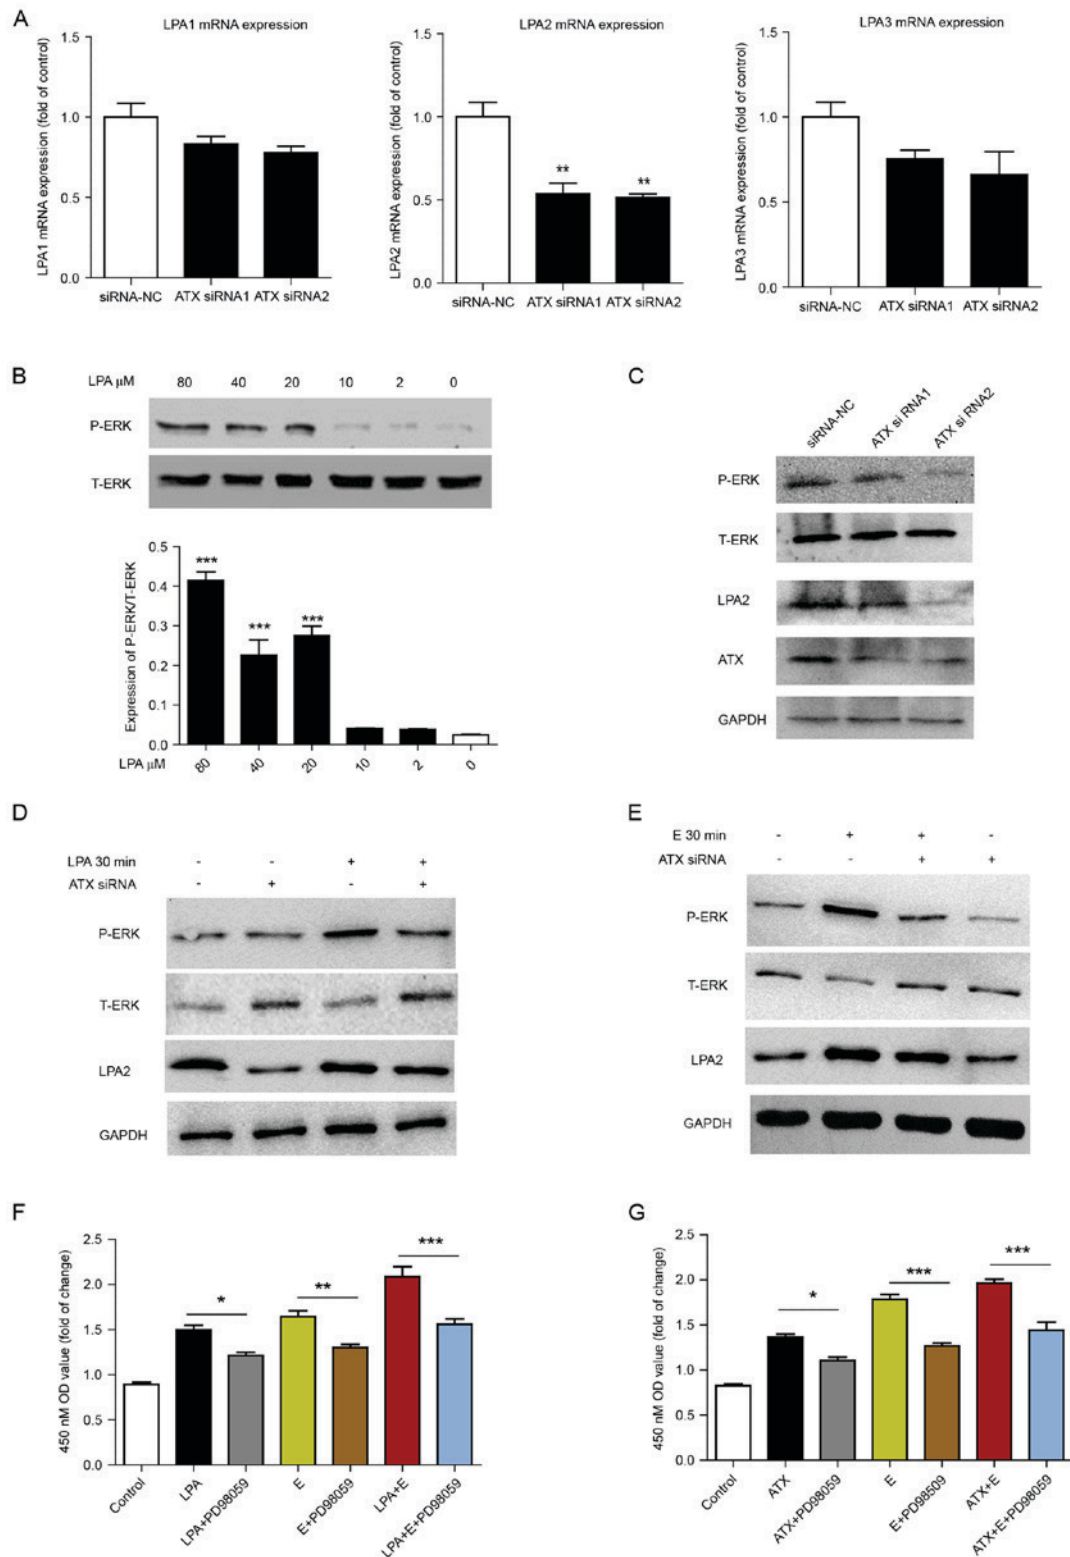 A
LPA1 mRNA expression
LPA2 mRNA expression
LPA3 mRNA expression
LPA1 mRNA expression (fold of control)
1.5
1.0
0.5
0.0
siRNA-NC ATX siRNA1 ATX siRNA2
LPA2 mRNA expression (fold of control)
1.5
1.0
0.5
0.0
** **
siRNA-NC ATX siRNA1 ATX siRNA2
LPA3 mRNA expression (fold of control)
1.5
1.0
0.5
0.0
siRNA-NC ATX siRNA1 ATX siRNA2
B
LPA µM 80 40 20 10 2 0
P-ERK
T-ERK
Expression of P-ERK/T-ERK
0.5
0.4
0.3
0.2
0.1
0.0
*** *** ***
LPA µM 80 40 20 10 2 0
C
siRNA-NC ATX si RNA1 ATX si RNA2
P-ERK
T-ERK
LPA2
ATX
GAPDH
D
LPA 30 min - - + +
ATX siRNA - + - +
P-ERK
T-ERK
LPA2
GAPDH
E
E 30 min - + + -
ATX siRNA - - + +
P-ERK
T-ERK
LPA2
GAPDH
F
450 nM OD value (fold of change)
2.5
2.0
1.5
1.0
0.5
0.0
* ** ***
Control LPA LPA+PD98059 E E+PD98059 LPA+E LPA+E+PD98059
G
450 nM OD value (fold of change)
2.5
2.0
1.5
1.0
0.5
0.0
* *** ***
Control ATX ATX+PD98059 E E+PD98509 ATX+E ATX+E+PD98059